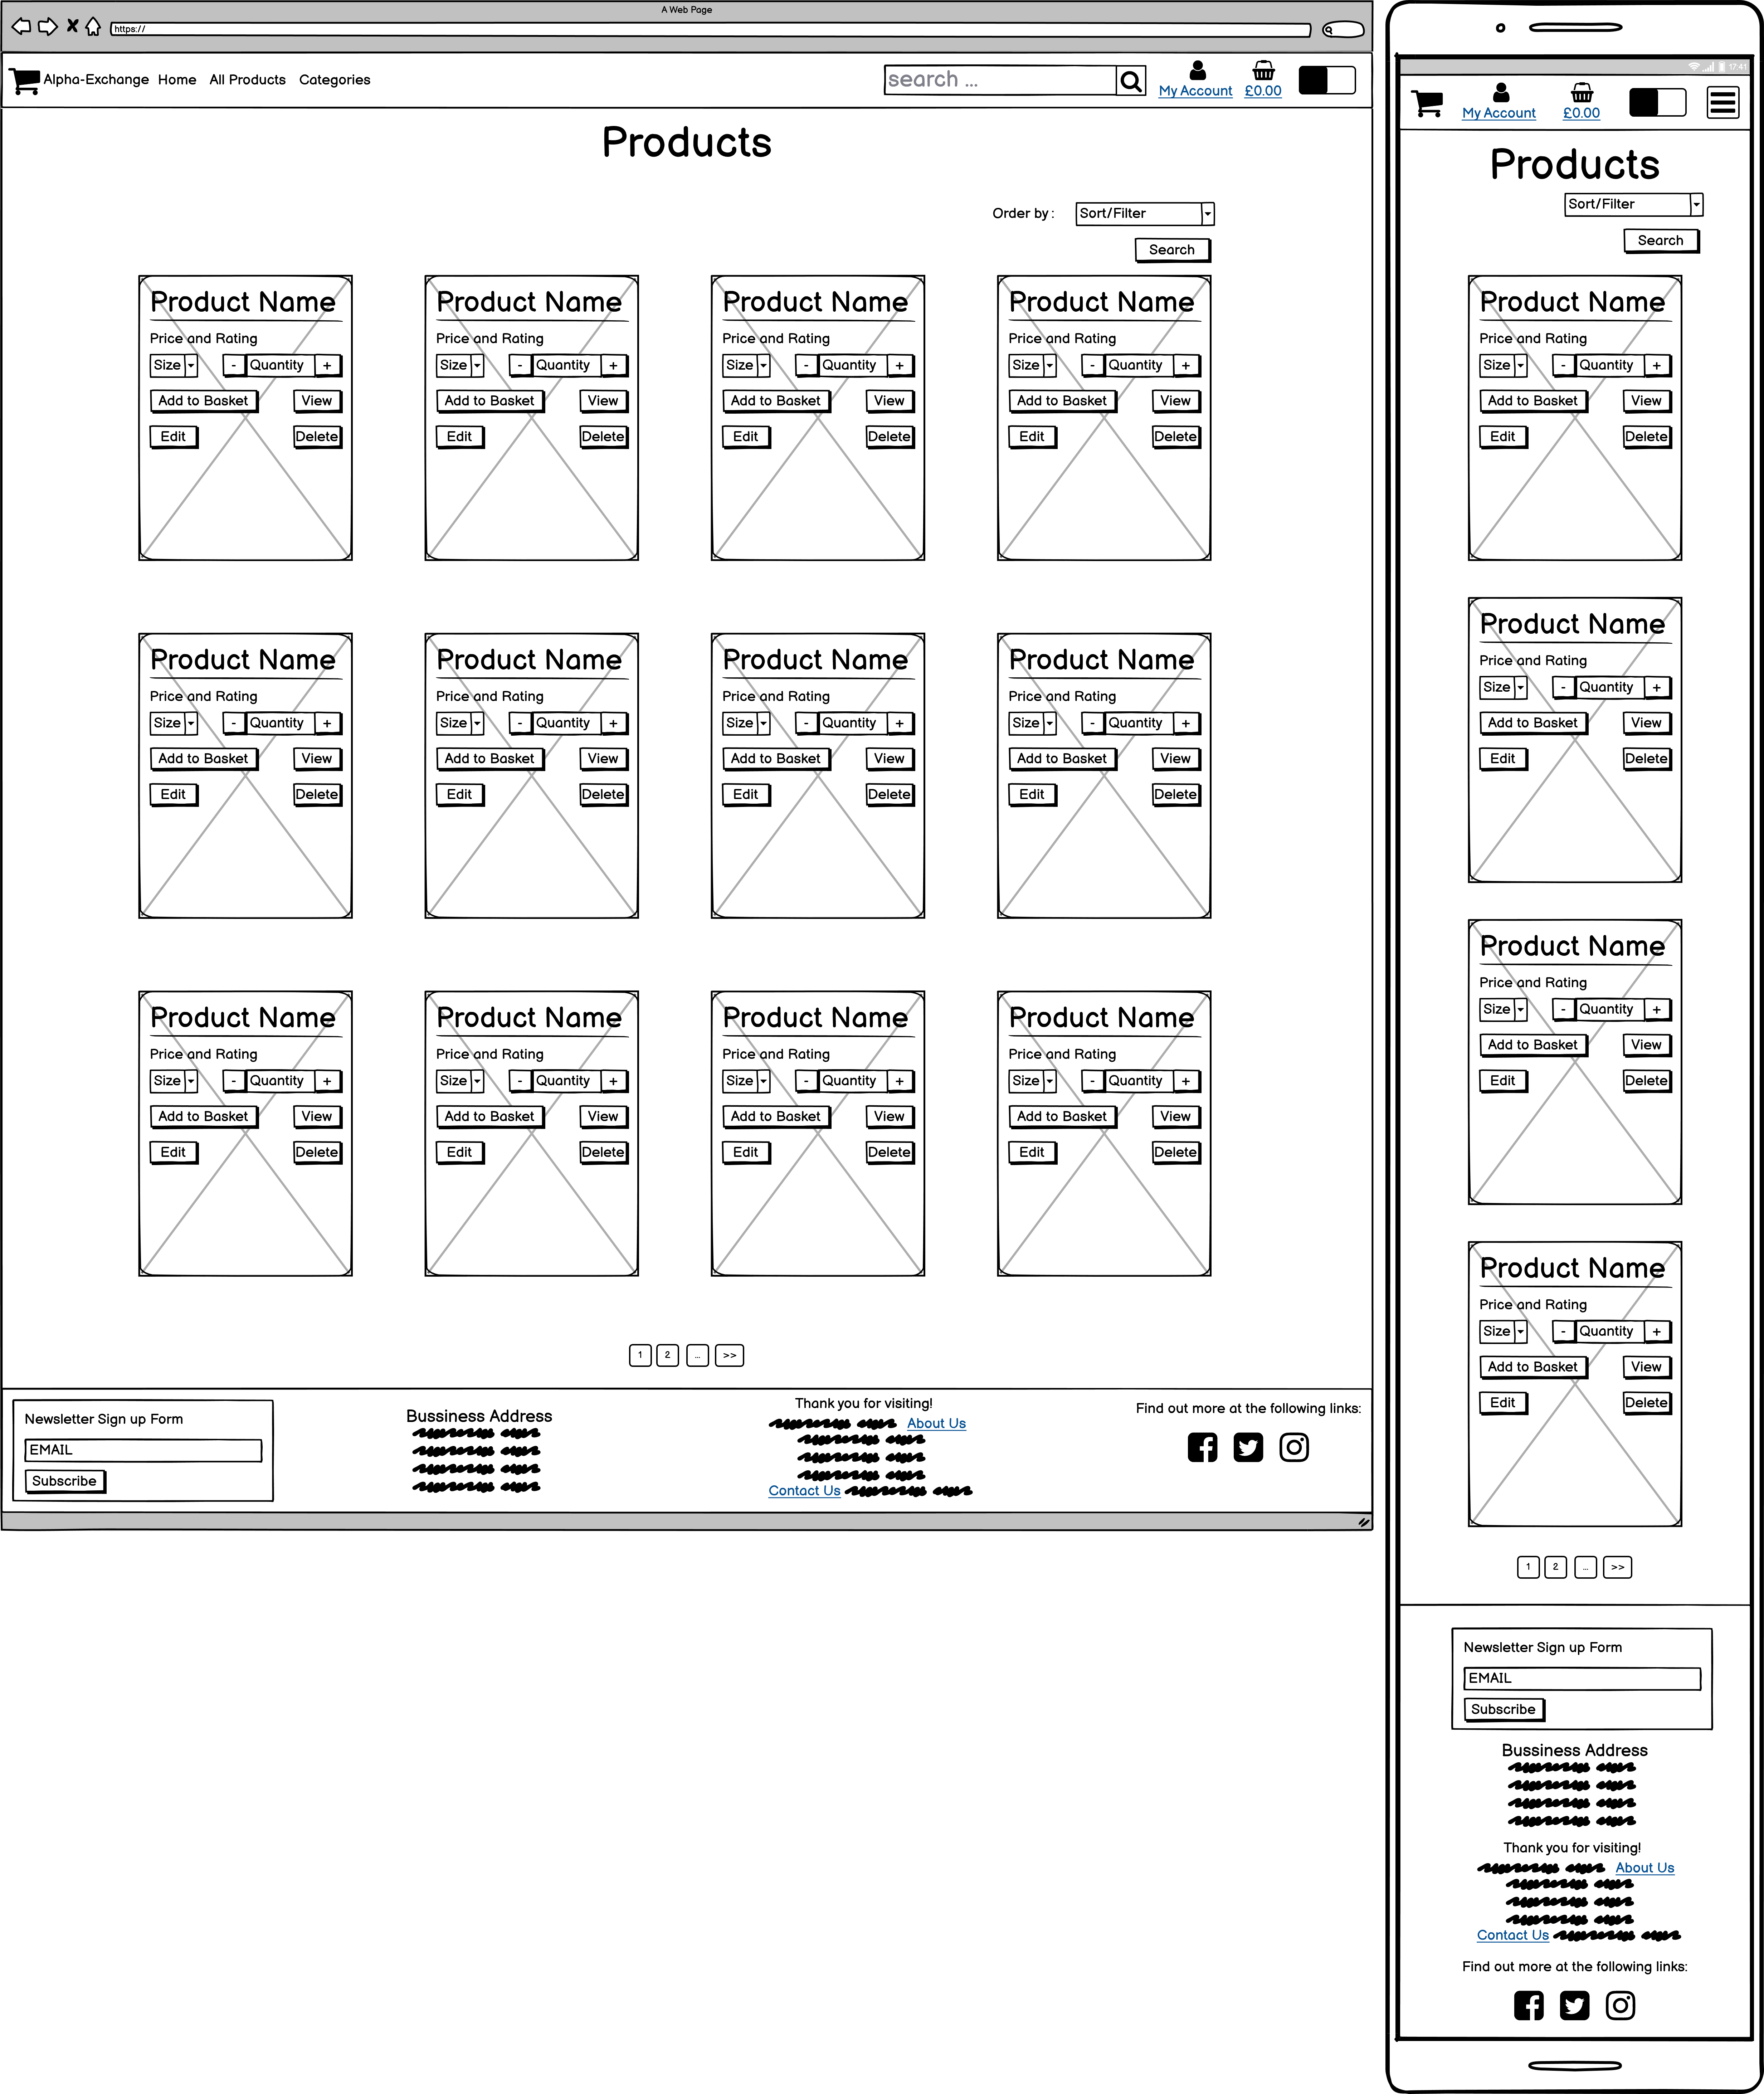 A Web Page
https://
Alpha-Exchange Home All Products Categories search ... My Account £0.00
Products
Order by : Sort/Filter
Search
Product Name Product Name Product Name Product Name
Price and Rating Price and Rating Price and Rating Price and Rating
Size - Quantity + Size - Quantity + Size - Quantity + Size - Quantity +
Add to Basket View Add to Basket View Add to Basket View Add to Basket View
Edit Delete Edit Delete Edit Delete Edit Delete
Product Name Product Name Product Name Product Name
Price and Rating Price and Rating Price and Rating Price and Rating
Size - Quantity + Size - Quantity + Size - Quantity + Size - Quantity +
Add to Basket View Add to Basket View Add to Basket View Add to Basket View
Edit Delete Edit Delete Edit Delete Edit Delete
Product Name Product Name Product Name Product Name
Price and Rating Price and Rating Price and Rating Price and Rating
Size - Quantity + Size - Quantity + Size - Quantity + Size - Quantity +
Add to Basket View Add to Basket View Add to Basket View Add to Basket View
Edit Delete Edit Delete Edit Delete Edit Delete
1 2 ... >>
Newsletter Sign up Form
EMAIL
Subscribe
Bussiness Address
Thank you for visiting!
About Us
Contact Us
Find out more at the following links:
17:41
My Account £0.00
Products
Sort/Filter
Search
Product Name
Price and Rating
Size - Quantity +
Add to Basket View
Edit Delete
Product Name
Price and Rating
Size - Quantity +
Add to Basket View
Edit Delete
Product Name
Price and Rating
Size - Quantity +
Add to Basket View
Edit Delete
Product Name
Price and Rating
Size - Quantity +
Add to Basket View
Edit Delete
1 2 ... >>
Newsletter Sign up Form
EMAIL
Subscribe
Bussiness Address
Thank you for visiting!
About Us
Contact Us
Find out more at the following links: